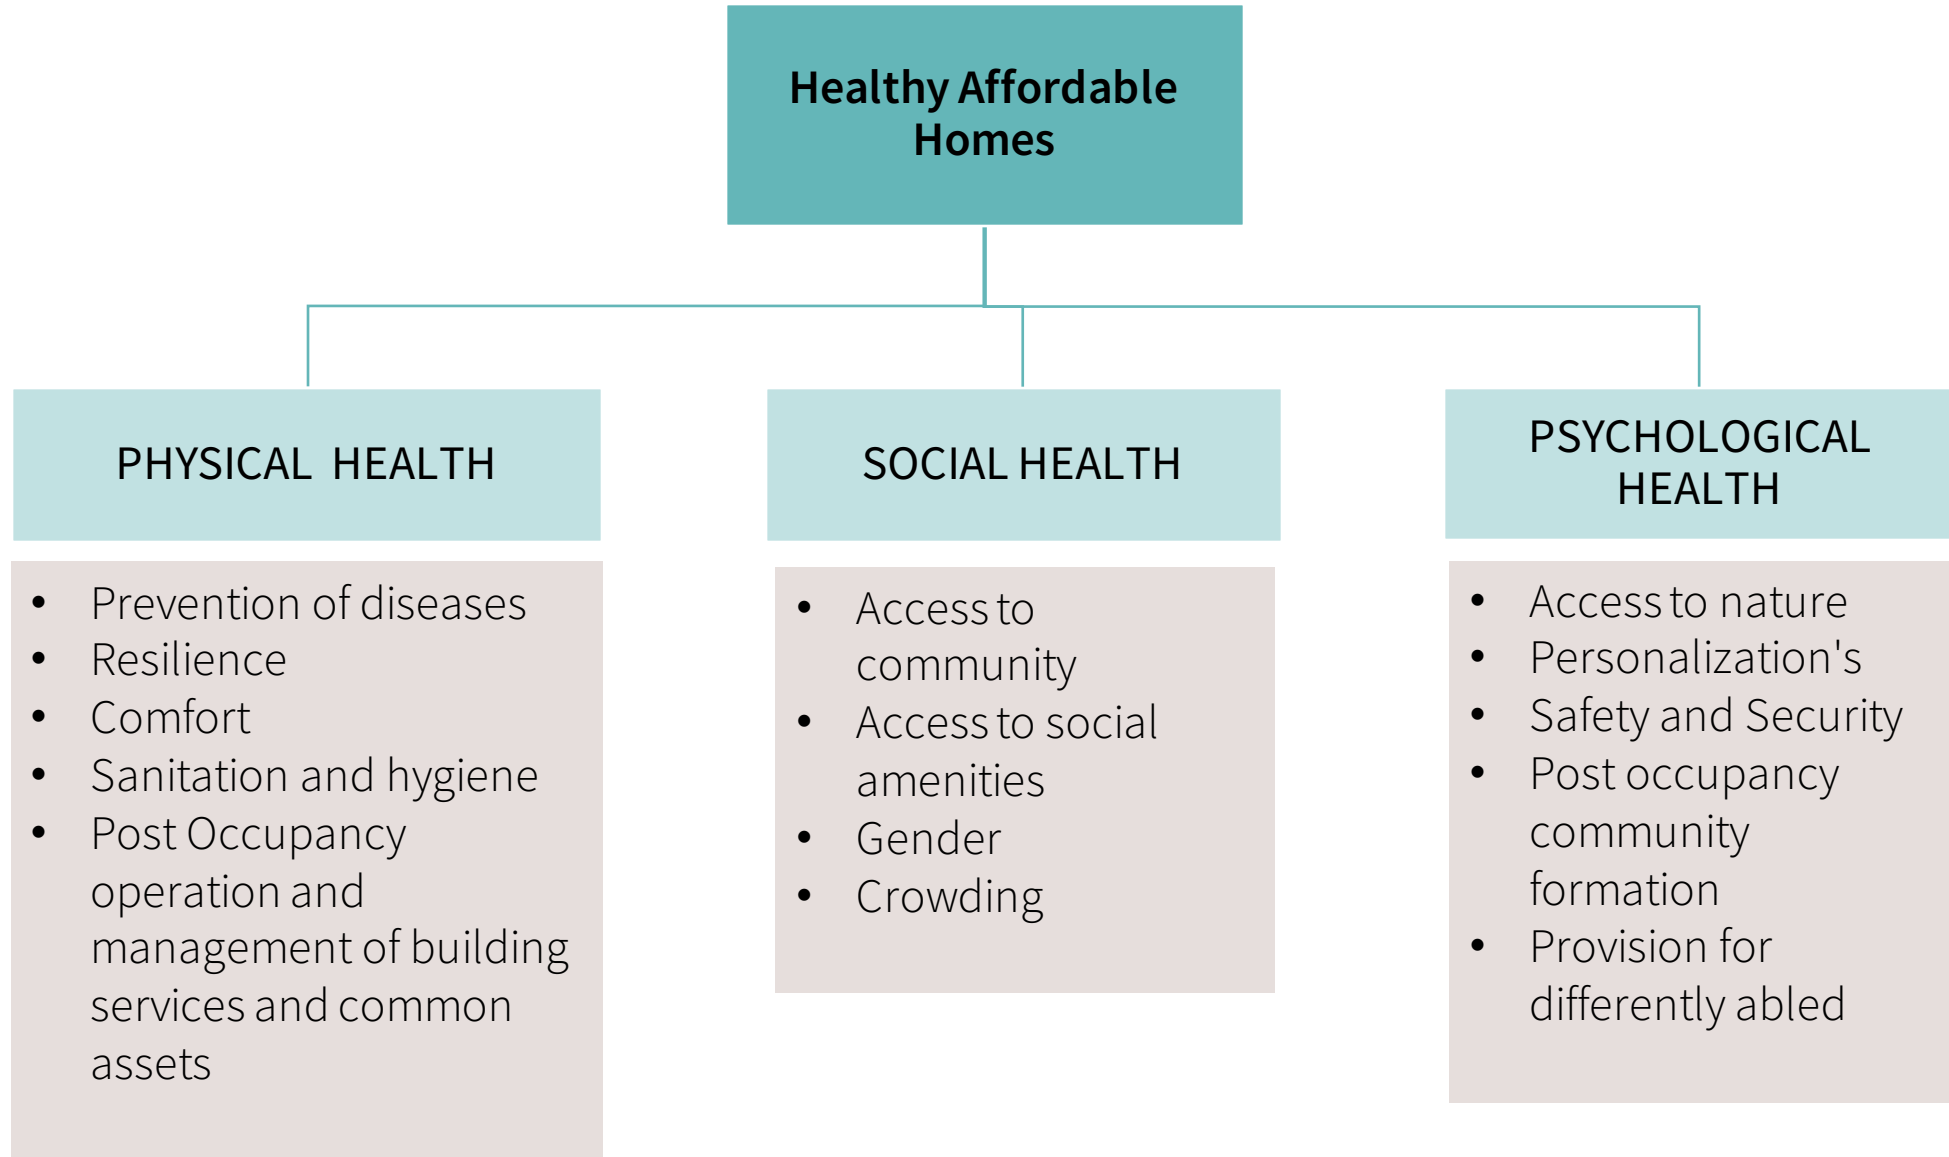 Healthy Affordable
Homes
PHYSICAL HEALTH
• Prevention of diseases
• Resilience
• Comfort
• Sanitation and hygiene
• Post Occupancy
operation and
management of building
services and common
assets
SOCIAL HEALTH
• Access to
community
• Access to social
amenities
• Gender
• Crowding
PSYCHOLOGICAL
HEALTH
• Access to nature
• Personalization's
• Safety and Security
• Post occupancy
community
formation
• Provision for
differently abled